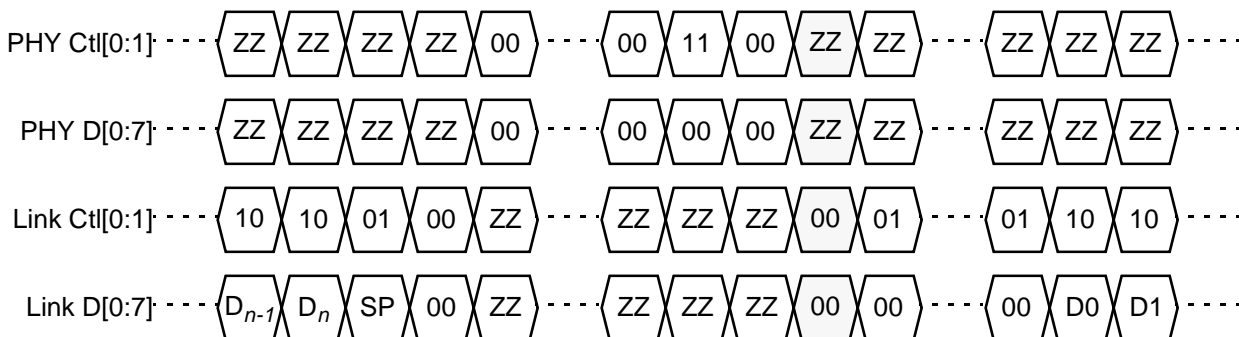 PHY Ctl[0:1] ZZ ZZ ZZ ZZ 00 00 11 00 ZZ ZZ ZZ ZZ ZZ
PHY D[0:7] ZZ ZZ ZZ ZZ 00 00 00 00 ZZ ZZ ZZ ZZ ZZ
Link Ctl[0:1] 10 10 01 00 ZZ ZZ ZZ ZZ 00 01 01 10 10
Link D[0:7] Dn-1 Dn SP 00 ZZ ZZ ZZ ZZ 00 00 00 D0 D1